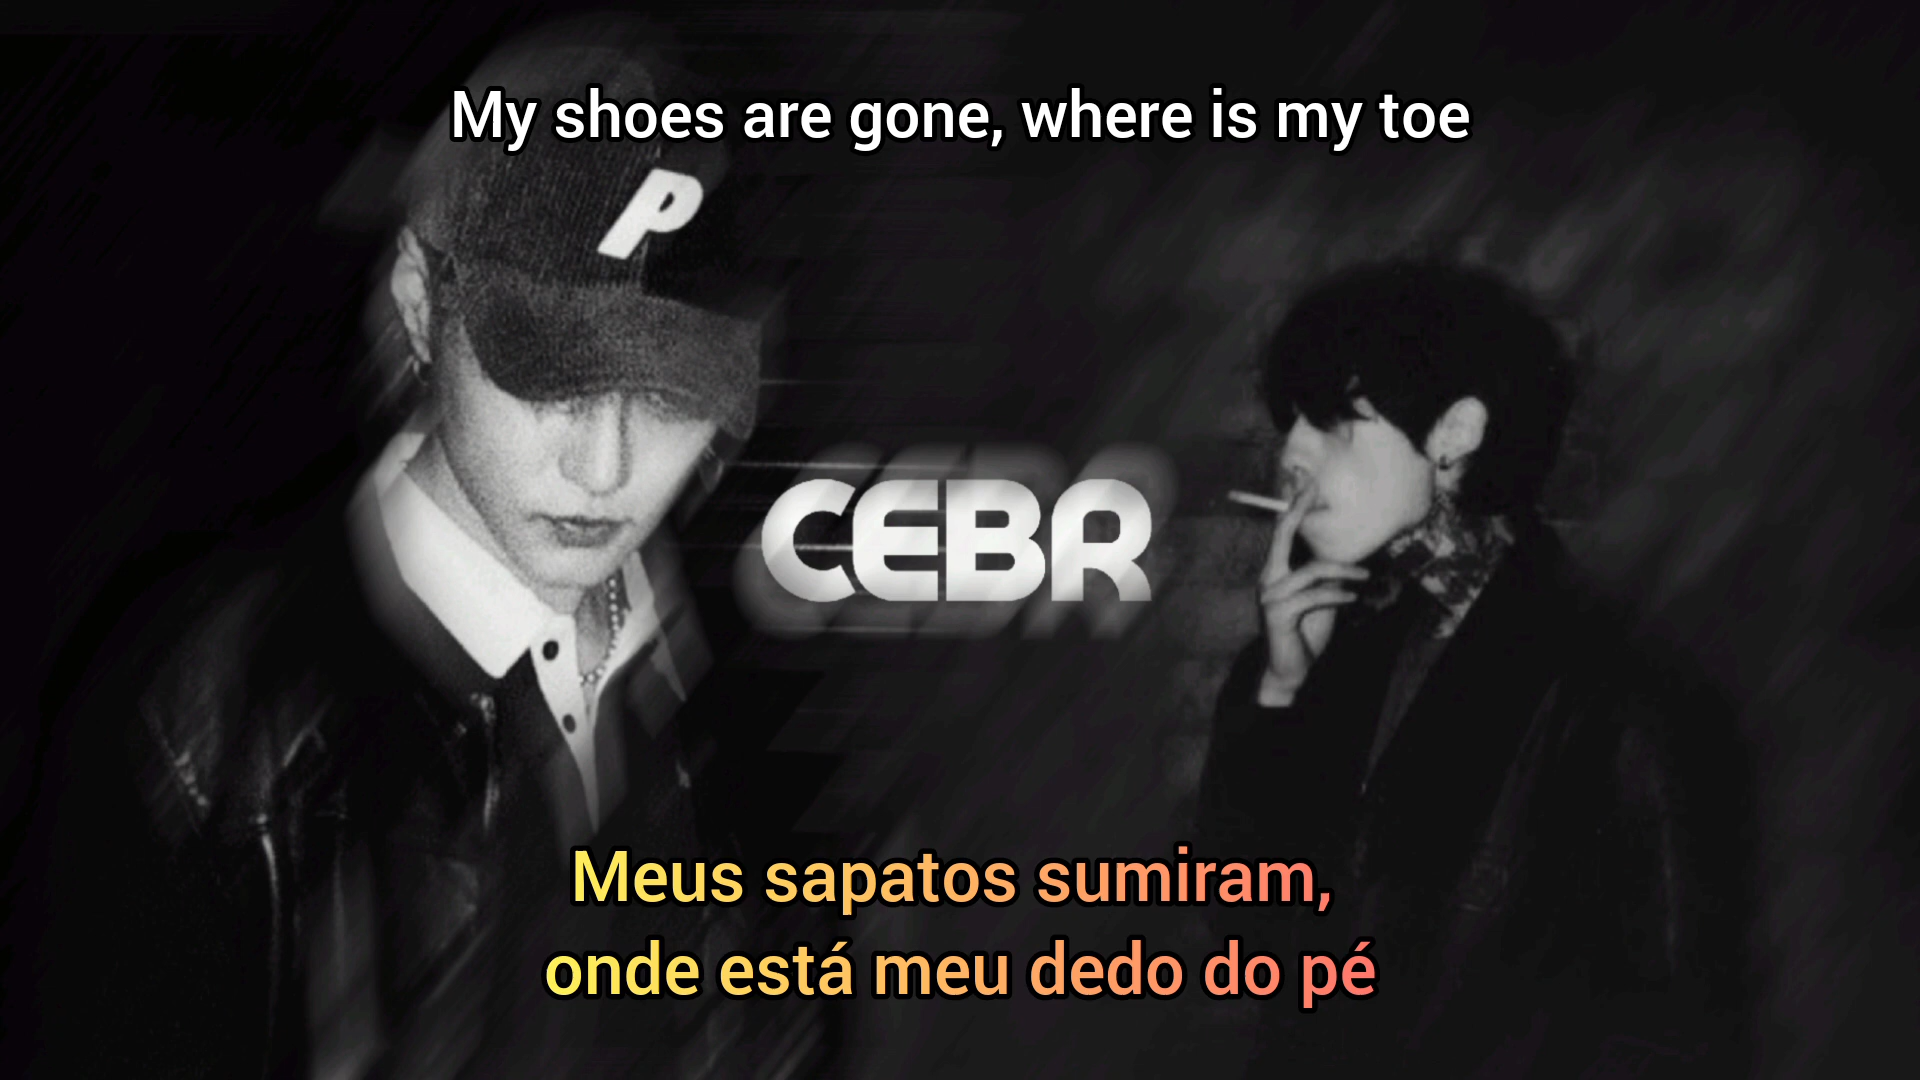 My shoes are gone, where is my toe
P
CEBR
Meus sapatos sumiram,
onde está meu dedo do pé